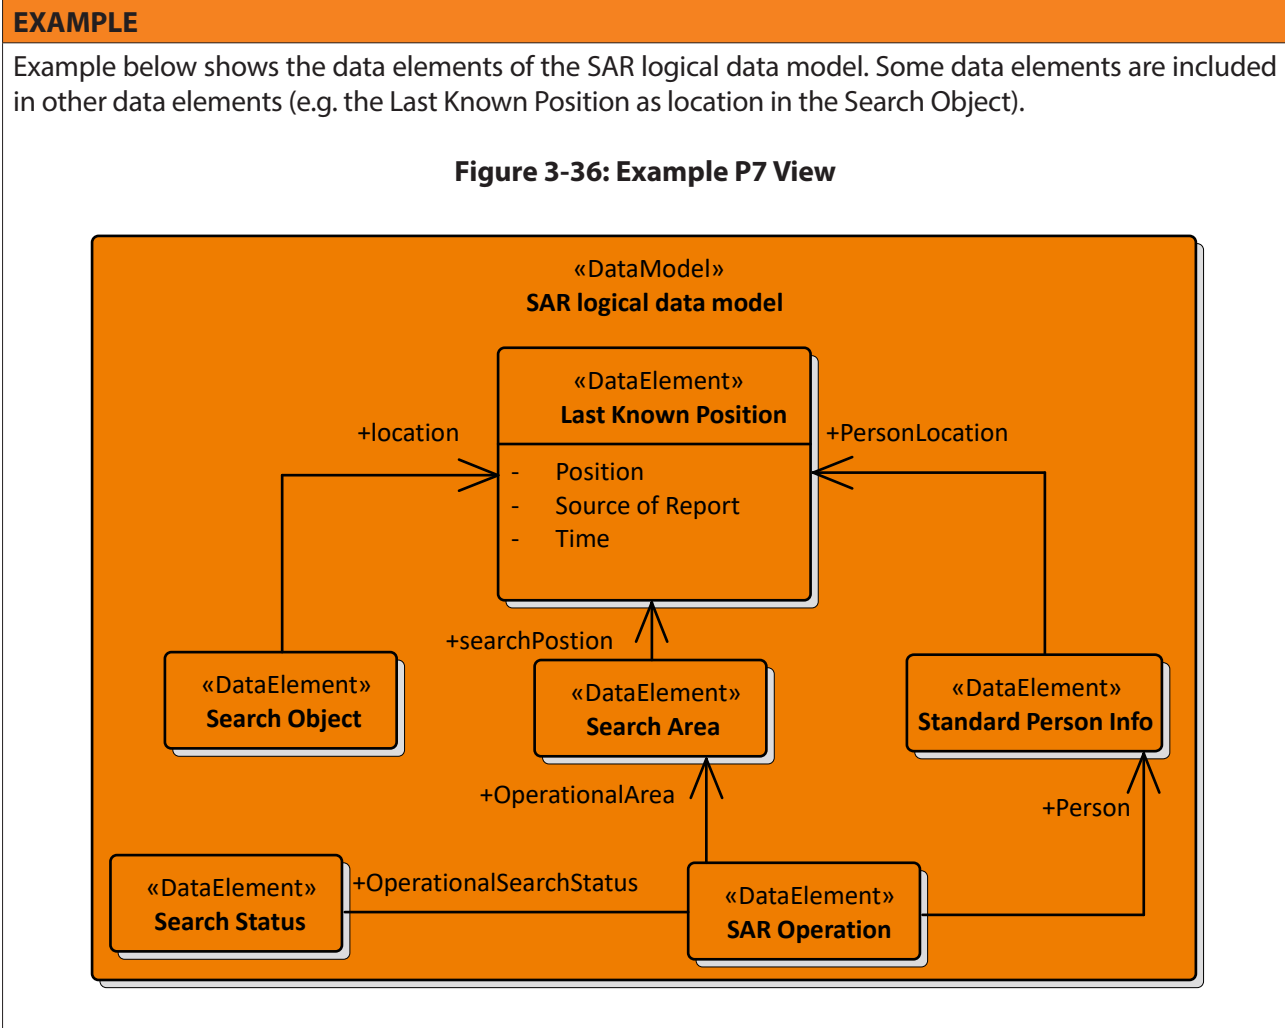 EXAMPLE
Example below shows the data elements of the SAR logical data model. Some data elements are included
in other data elements (e.g. the Last Known Position as location in the Search Object).
Figure 3-36: Example P7 View
«DataModel»
SAR logical data model
«DataElement»
Last Known Position
+location
+PersonLocation
- Position
- Source of Report
- Time
+searchPostion
«DataElement»
Search Object
«DataElement»
Search Area
«DataElement»
Standard Person Info
+OperationalArea
+Person
«DataElement»
Search Status
+OperationalSearchStatus
«DataElement»
SAR Operation